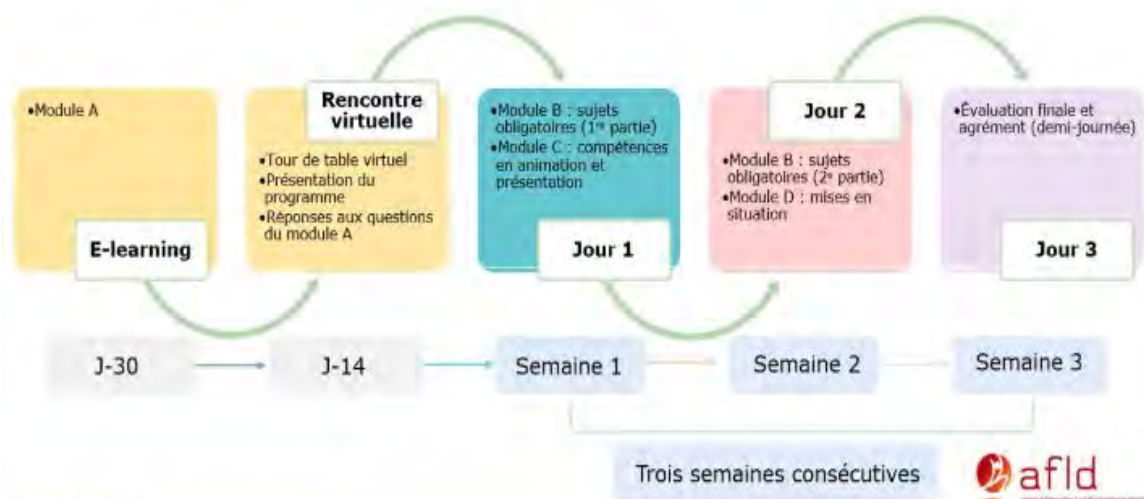 •Module A
E-learning
Rencontre
virtuelle
•Tour de table virtuel
•Présentation du
programme
•Réponses aux questions
du module A
•Module B : sujets
obligatoires (1re partie)
•Module C : compétences
en animation et
présentation
Jour 1
Jour 2
•Module B : sujets
obligatoires (2e partie)
•Module D : mises en
situation
•Évaluation finale et
agrément (demi-journée)
Jour 3
J-30
J-14
Semaine 1
Semaine 2
Semaine 3
Trois semaines consécutives
afld